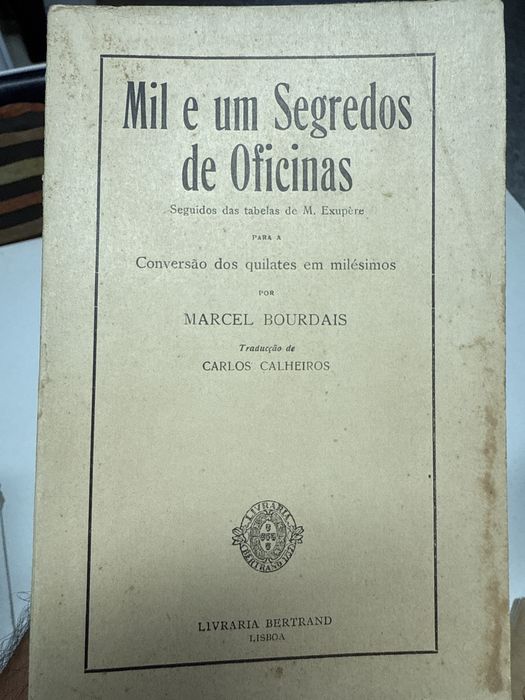 Mil e um Segredos
de Oficinas
Seguidos das tabelas de M. Exupère
PARA A
Conversão dos quilates em milésimos
POR
MARCEL BOURDAIS
Traducção de
CARLOS CALHEIROS
LIVRARIA
BERTRAND 1732
LIVRARIA BERTRAND
LISBOA